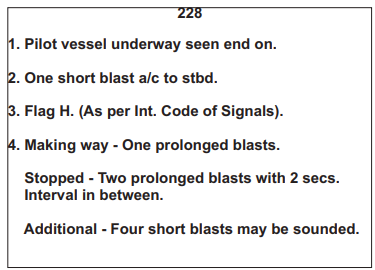 228
1. Pilot vessel underway seen end on.
2. One short blast a/c to stbd.
3. Flag H. (As per Int. Code of Signals).
4. Making way - One prolonged blasts.
Stopped - Two prolonged blasts with 2 secs.
Interval in between.
Additional - Four short blasts may be sounded.